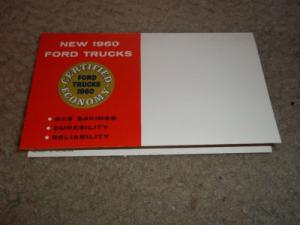 NEW 1960
FORD TRUCKS
CERTIFIED
FORD
TRUCKS
1960
ECONOMY
• GAS SAVINGS
• DURABILITY
• RELIABILITY